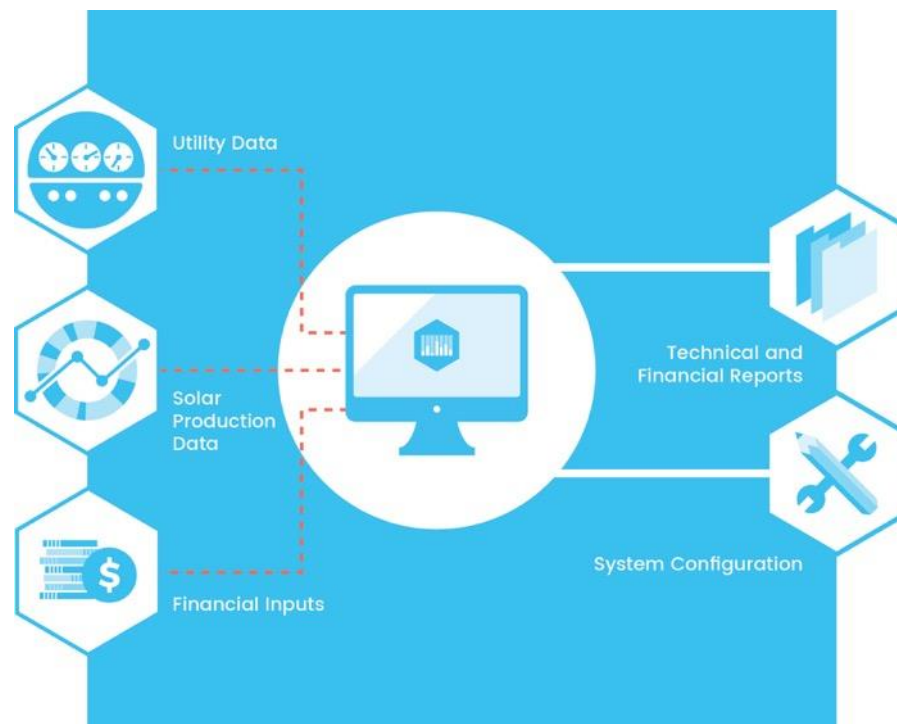 Utility Data
Solar
Production
Data
Financial Inputs
$
Technical and
Financial Reports
System Configuration